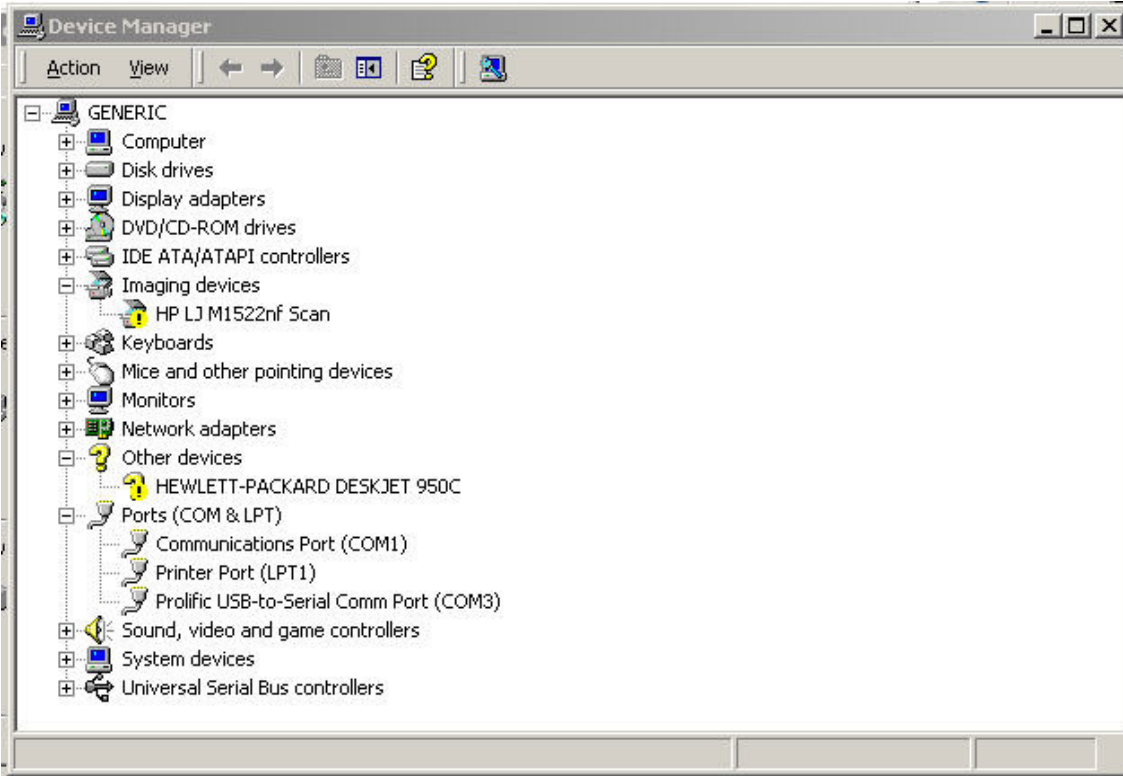 Device Manager
Action View
GENERIC
Computer
Disk drives
Display adapters
DVD/CD-ROM drives
IDE ATA/ATAPI controllers
Imaging devices
HP LJ M1522nf Scan
Keyboards
Mice and other pointing devices
Monitors
Network adapters
Other devices
HEWLETT-PACKARD DESKJET 950C
Ports (COM & LPT)
Communications Port (COM1)
Printer Port (LPT1)
Prolific USB-to-Serial Comm Port (COM3)
Sound, video and game controllers
System devices
Universal Serial Bus controllers